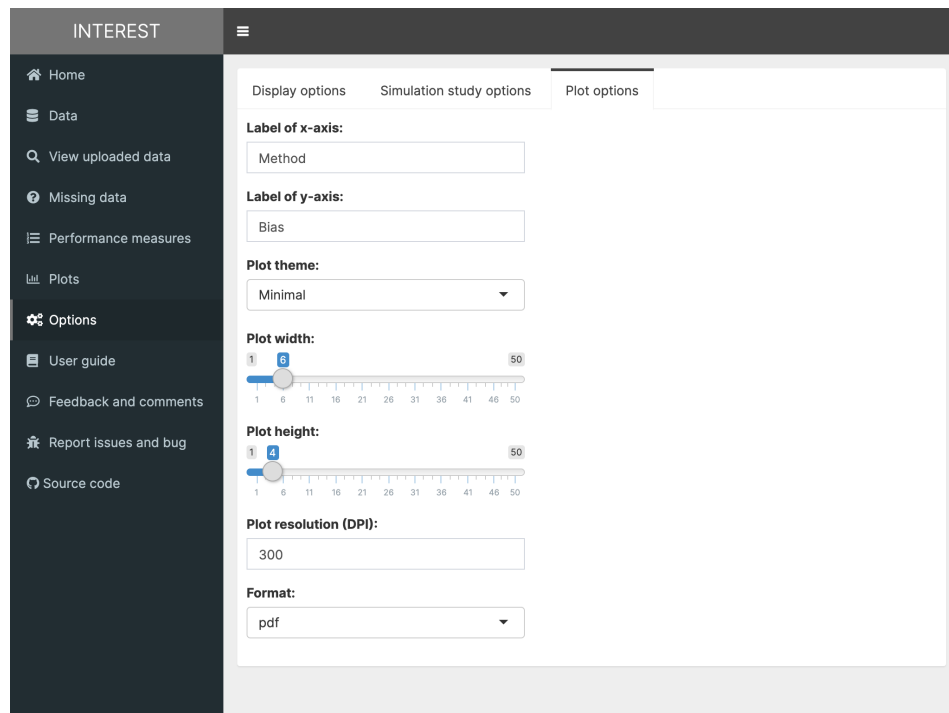 INTEREST
Home
Data
View uploaded data
Missing data
Performance measures
Plots
Options
User guide
Feedback and comments
Report issues and bug
Source code
Display options Simulation study options Plot options
Label of x-axis:
Method
Label of y-axis:
Bias
Plot theme:
Minimal
Plot width:
1 6 50
1 6 11 16 21 26 31 36 41 46 50
Plot height:
1 4 50
1 6 11 16 21 26 31 36 41 46 50
Plot resolution (DPI):
300
Format:
pdf